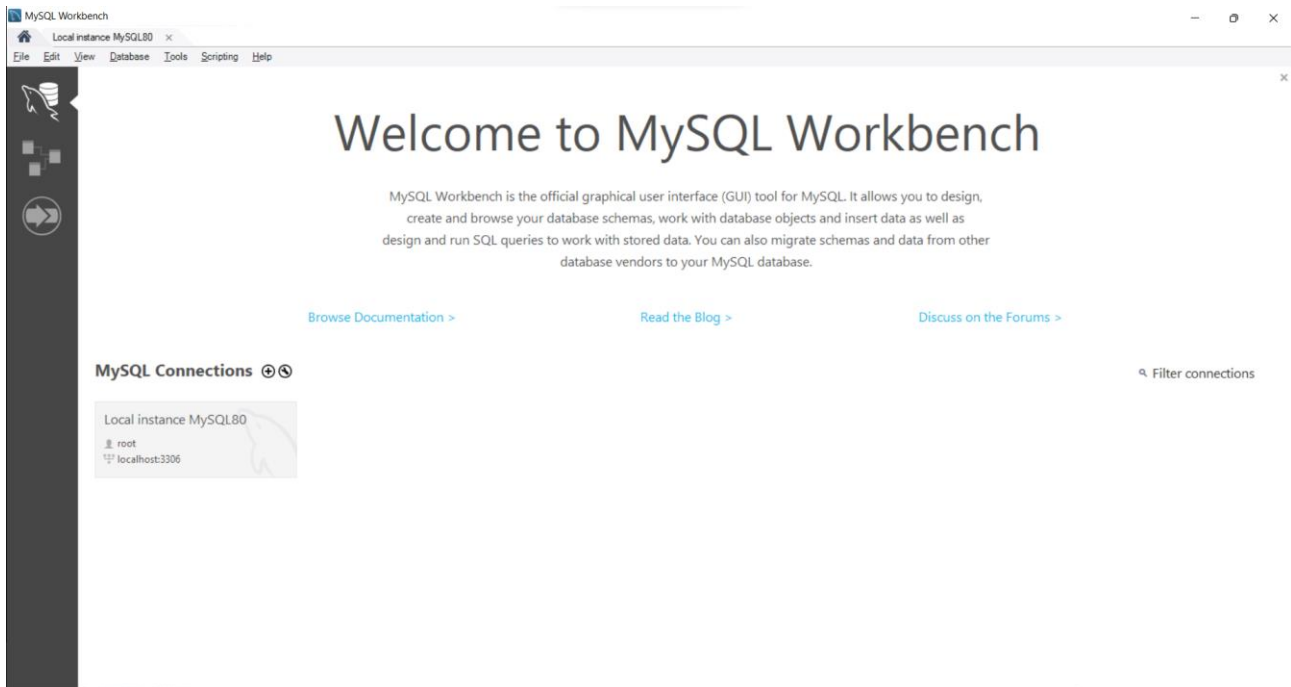 MySQL Workbench
Local instance MySQL80
File Edit View Database Tools Scripting Help
Welcome to MySQL Workbench
MySQL Workbench is the official graphical user interface (GUI) tool for MySQL. It allows you to design,
create and browse your database schemas, work with database objects and insert data as well as
design and run SQL queries to work with stored data. You can also migrate schemas and data from other
database vendors to your MySQL database.
Browse Documentation > Read the Blog > Discuss on the Forums >
MySQL Connections Filter connections
Local instance MySQL80
root
localhost:3306